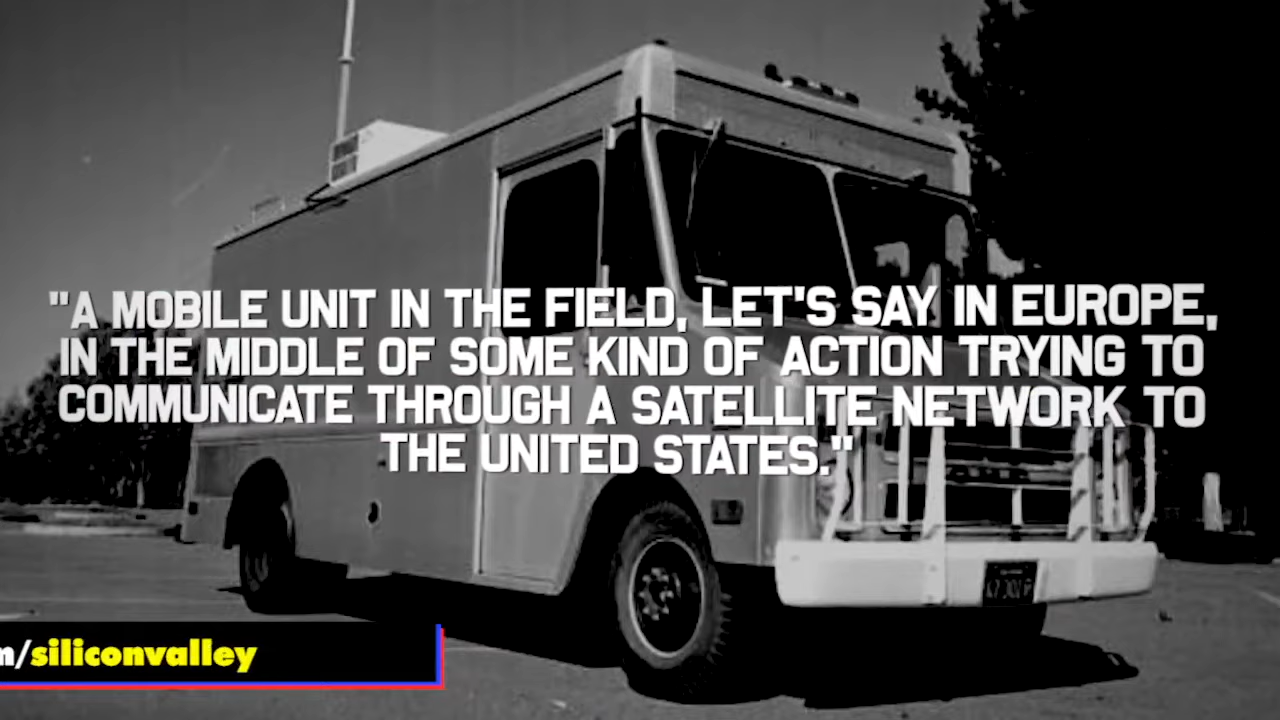 "A MOBILE UNIT IN THE FIELD, LET'S SAY IN EUROPE,
IN THE MIDDLE OF SOME KIND OF ACTION TRYING TO
COMMUNICATE THROUGH A SATELLITE NETWORK TO
THE UNITED STATES."
/siliconvalley